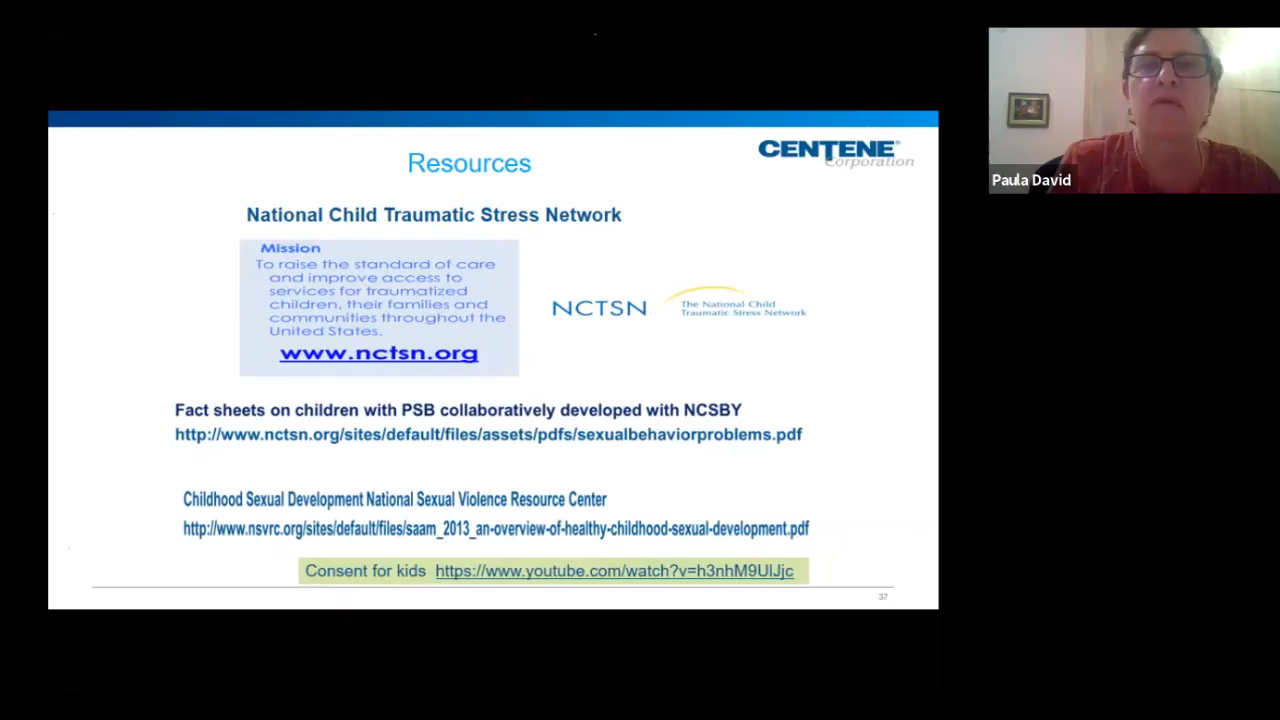 CENTENE®
Corporation
Resources
National Child Traumatic Stress Network
Mission
To raise the standard of care
and improve access to
services for traumatized
children, their families and
communities throughout the
United States.
www.nctsn.org
NCTSN
The National Child
Traumatic Stress Network
Fact sheets on children with PSB collaboratively developed with NCSBY
http://www.nctsn.org/sites/default/files/assets/pdfs/sexualbehaviorproblems.pdf
Childhood Sexual Development National Sexual Violence Resource Center
http://www.nsvrc.org/sites/default/files/saam_2013_an-overview-of-healthy-childhood-sexual-development.pdf
Consent for kids https://www.youtube.com/watch?v=h3nhM9UlJjc
37
Paula David